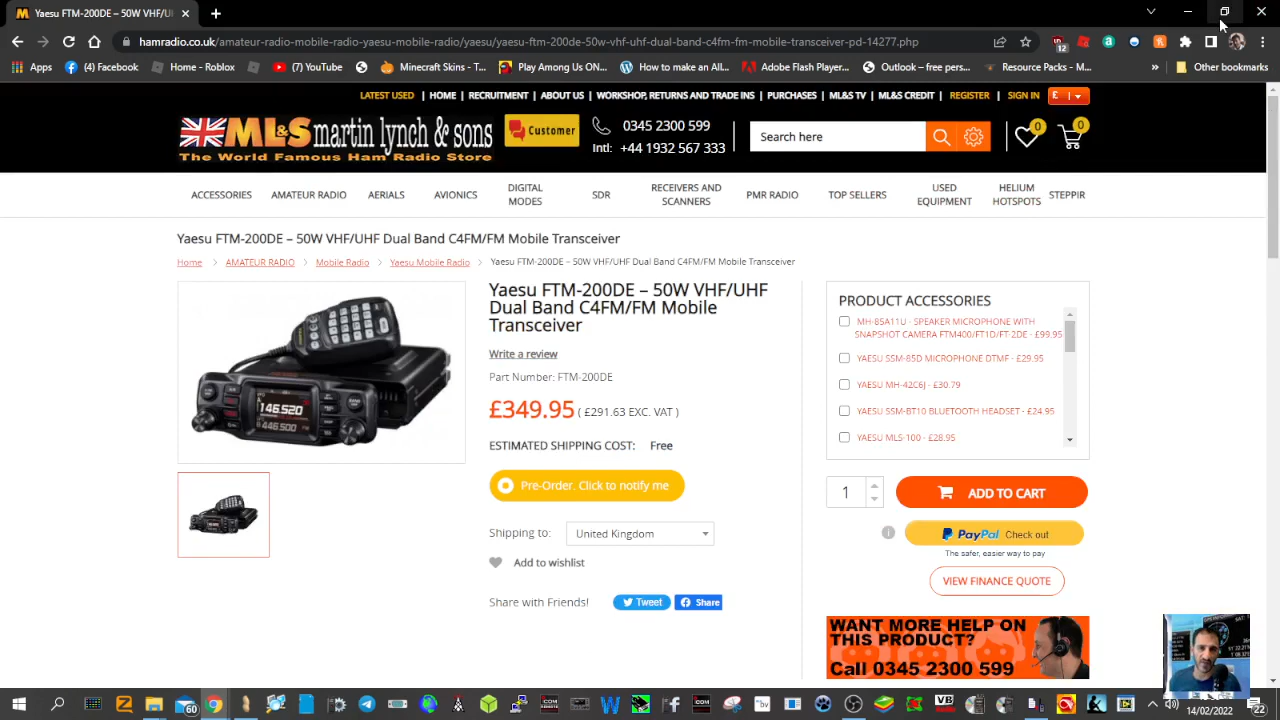 Yaesu FTM-200DE – 50W VHF/U
hamradio.co.uk/amateur-radio-mobile-radio/yaesu/yaesu-ftm-200de-50w-vhf-uhf-dual-band-c4fm-fm-mobile-transceiver-pd-14277.php
12
Apps
(4) Facebook
Home - Roblox
(7) YouTube
Minecraft Skins - T...
Play Among Us ON...
How to make an All...
Adobe Flash Player...
Outlook – free pers...
Resource Packs - M...
»
Other Bookmarks
LATEST USED | HOME | RECRUITMENT | ABOUT US | WORKSHOP, RETURNS AND TRADE INS | PURCHASES | ML&S TV | ML&S CREDIT | REGISTER | SIGN IN £
ML&S martin lynch & sons
The World Famous Ham Radio Store
Customer
0345 2300 599
Intl: +44 1932 567 333
Search here
0
0
ACCESSORIES
AMATEUR RADIO
AERIALS
AVIONICS
DIGITAL
MODES
SDR
RECEIVERS AND
SCANNERS
PMR RADIO
TOP SELLERS
USED
EQUIPMENT
HELIUM
HOTSPOTS
STEPPIR
Yaesu FTM-200DE – 50W VHF/UHF Dual Band C4FM/FM Mobile Transceiver
Home > AMATEUR RADIO > Mobile Radio > Yaesu Mobile Radio > Yaesu FTM-200DE – 50W VHF/UHF Dual Band C4FM/FM Mobile Transceiver
146.520
446.500
Yaesu FTM-200DE – 50W VHF/UHF
Dual Band C4FM/FM Mobile
Transceiver
Write a review
Part Number: FTM-200DE
£349.95 ( £291.63 EXC. VAT )
ESTIMATED SHIPPING COST: Free
Pre-Order. Click to notify me
Shipping to: United Kingdom
Add to wishlist
Share with Friends! Tweet Share
PRODUCT ACCESSORIES
MH-85A11U - SPEAKER MICROPHONE WITH
SNAPSHOT CAMERA FTM400/FT1D/FT-2DE - £99.95
YAESU SSM-85D MICROPHONE DTMF - £29.95
YAESU MH-42C6J - £30.79
YAESU SSM-BT10 BLUETOOTH HEADSET - £24.95
YAESU MLS-100 - £28.95
1
ADD TO CART
PayPal Check out
The safer, easier way to pay
VIEW FINANCE QUOTE
WANT MORE HELP ON
THIS PRODUCT?
Call 0345 2300 599
60
14/02/2022
22